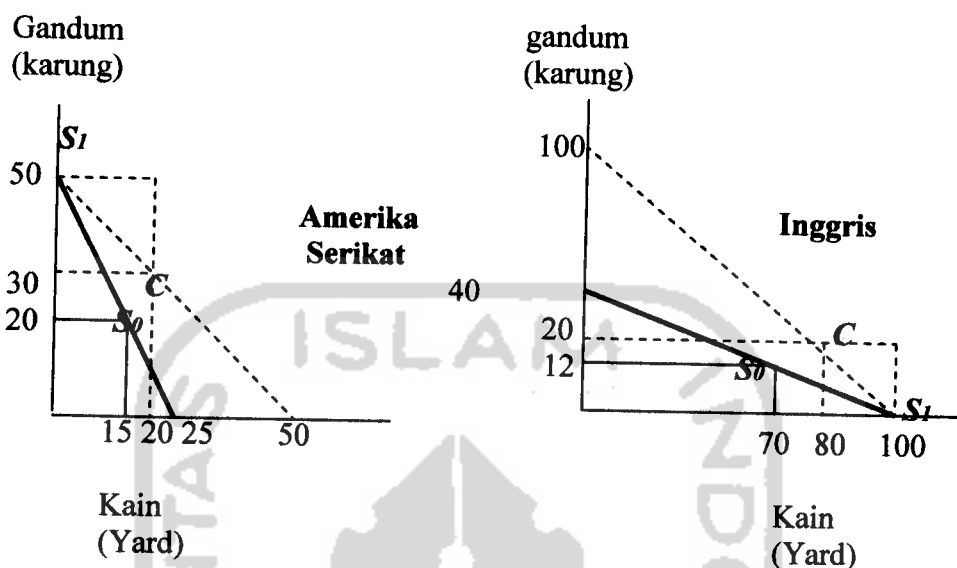 Gandum
(karung)
S1
50
30
20
C
S0
Amerika
Serikat
15 20 25 50
Kain
(Yard)
gandum
(karung)
100
40
20
12
Inggris
C
S0
S1
70 80 100
Kain
(Yard)
ISLAM